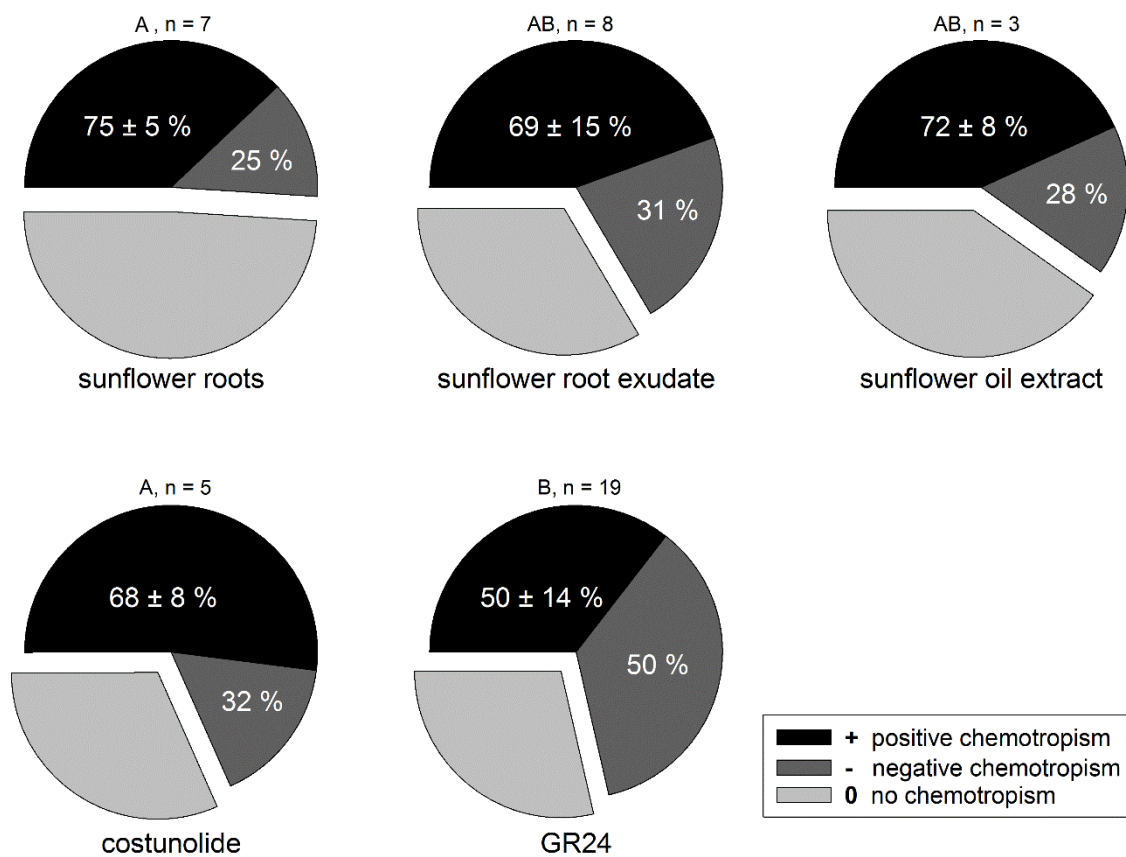 A , n = 7
AB, n = 8
AB, n = 3
75 ± 5 %
25 %
69 ± 15 %
31 %
72 ± 8 %
28 %
sunflower roots
sunflower root exudate
sunflower oil extract
A, n = 5
B, n = 19
68 ± 8 %
32 %
50 ± 14 %
50 %
+ positive chemotropism
- negative chemotropism
0 no chemotropism
costunolide
GR24